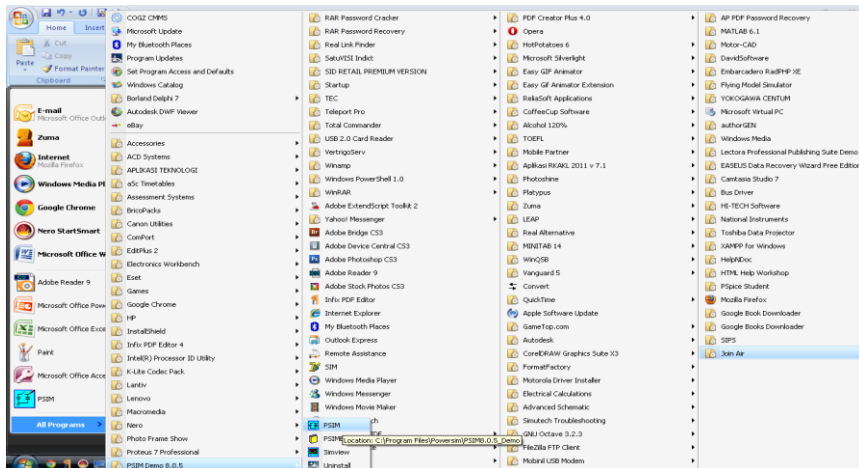 Home Insert
Cut
Copy
Paste
Format Painter
Clipboard
E-mail
Microsoft Office Outl
Zuma
Internet
Mozilla Firefox
Windows Media Pl
Google Chrome
Nero StartSmart
Microsoft Office W
Adobe Reader 9
Microsoft Office Pow
Microsoft Office Exce
Paint
Microsoft Office Acce
PSIM
All Programs
COGZ CMMS
Microsoft Update
My Bluetooth Places
Program Updates
Set Program Access and Defaults
Windows Catalog
Borland Delphi 7
Autodesk DWF Viewer
eBay
Accessories
ACD Systems
APLIKASI TEKNOLOGI
aSc Timetables
Assessment Systems
BricoPacks
Canon Utilities
ComPort
EditPlus 2
Electronics Workbench
Eset
Games
Google Chrome
HP
InstallShield
Infix PDF Editor 4
Intel(R) Processor ID Utility
K-Lite Codec Pack
Lantiv
Lenovo
Macromedia
Nero
Photo Frame Show
Proteus 7 Professional
PSIM Demo 8.0.5
RAR Password Cracker
RAR Password Recovery
Real Link Finder
SatuVISI Indict
SID RETAIL PREMIUM VERSION
Startup
TEC
Teleport Pro
Total Commander
USB 2.0 Card Reader
VertrigoServ
Winamp
Windows PowerShell 1.0
WinRAR
Adobe ExtendScript Toolkit 2
Yahoo! Messenger
Adobe Bridge CS3
Adobe Device Central CS3
Adobe Photoshop CS3
Adobe Reader 9
Adobe Stock Photos CS3
Infix PDF Editor
Internet Explorer
My Bluetooth Places
Outlook Express
Remote Assistance
SIM
Windows Media Player
Windows Messenger
Windows Movie Maker
PSIM
Location: C:\Program Files\Powersim\PSIM8.0.5_Demo
Simview
Uninstall
PDF Creator Plus 4.0
Opera
HotPotatoes 6
Microsoft Silverlight
Easy GIF Animator
Easy Gif Animator Extension
ReliaSoft Applications
CoffeeCup Software
Alcohol 120%
TOEFL
Mobile Partner
Aplikasi RKAKL 2011 v 7.1
Photoshine
Platypus
Zuma
LEAP
Real Alternative
MINITAB 14
WinQSB
Vanguard 5
Convert
QuickTime
Apple Software Update
GameTop.com
Autodesk
CorelDRAW Graphics Suite X3
FormatFactory
Motorola Driver Installer
Electrical Calculations
Advanced Schematic
Simutech Troubleshooting
GNU Octave 3.2.3
FileZilla FTP Client
Mobinil USB Modem
AP PDF Password Recovery
MATLAB 6.1
Motor-CAD
DavidSoftware
Embarcadero RadPHP XE
Flying Model Simulator
YOKOGAWA CENTUM
Microsoft Virtual PC
authorGEN
Windows Media
Lectora Professional Publishing Suite Demo
EASEUS Data Recovery Wizard Free Edition
Camtasia Studio 7
Bus Driver
HI-TECH Software
National Instruments
Toshiba Data Projector
XAMPP for Windows
HelpNDoc
HTML Help Workshop
PSpice Student
Mozilla Firefox
Google Book Downloader
Google Books Downloader
SIPS
Join Air